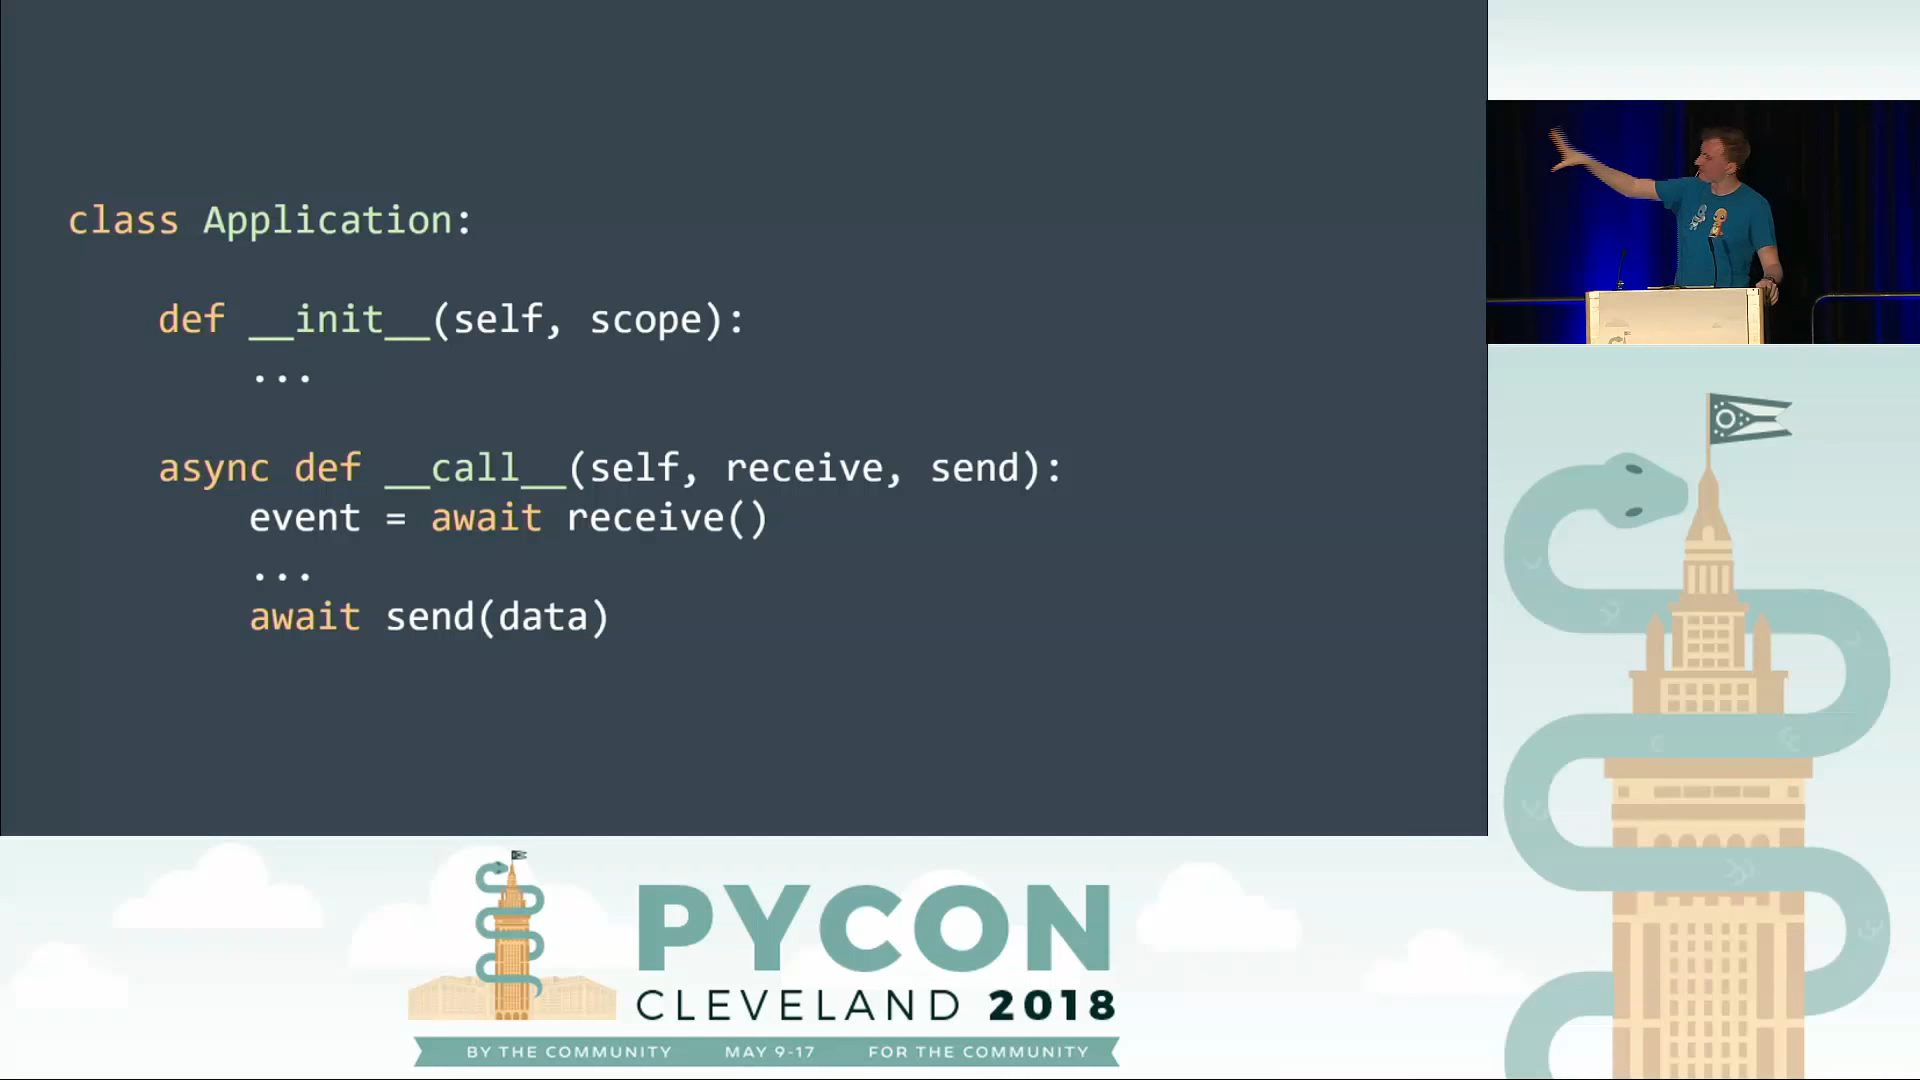 class Application:
def __init__(self, scope):
...
async def __call__(self, receive, send):
event = await receive()
...
await send(data)
PYCON
CLEVELAND 2018
BY THE COMMUNITY MAY 9-17 FOR THE COMMUNITY